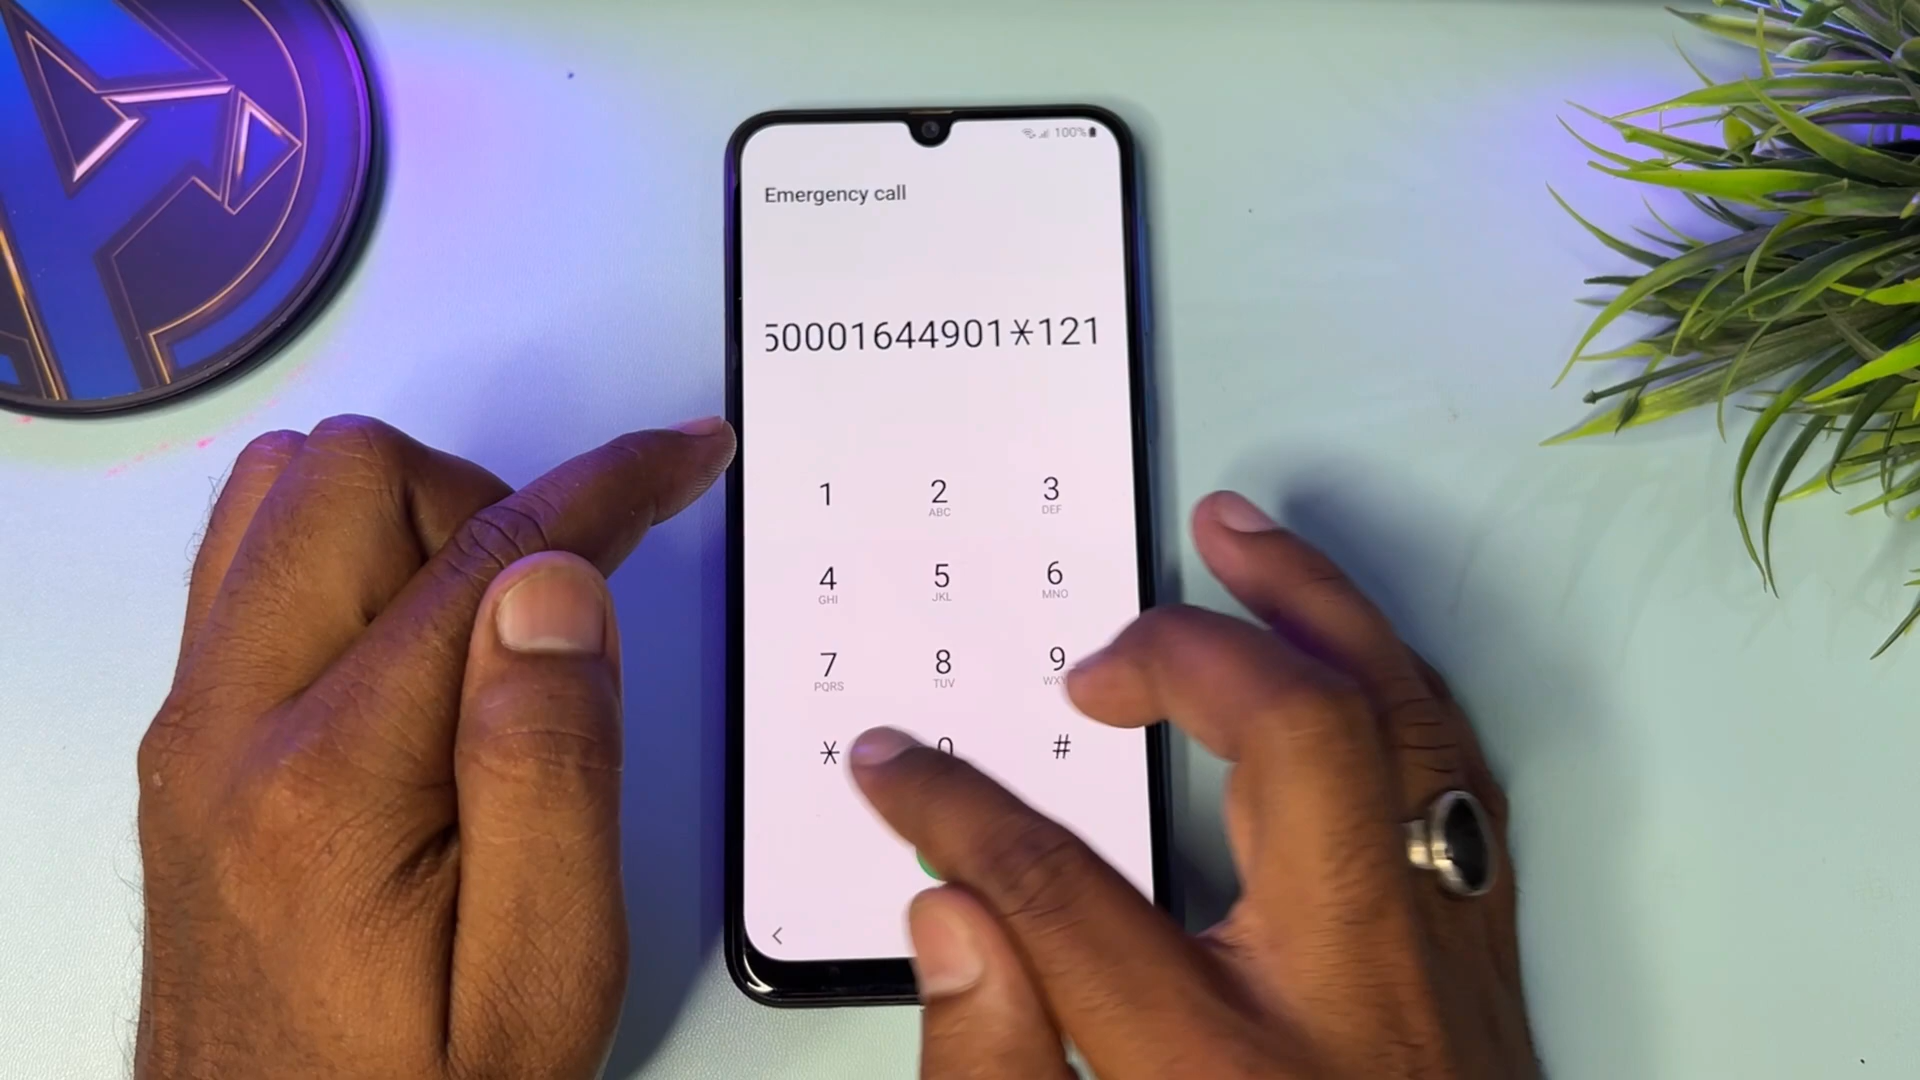 100%
Emergency call
50001644901*121
1 2 3
ABC DEF
4 5 6
GHI JKL MNO
7 8 9
PQRS TUV
* 0 #